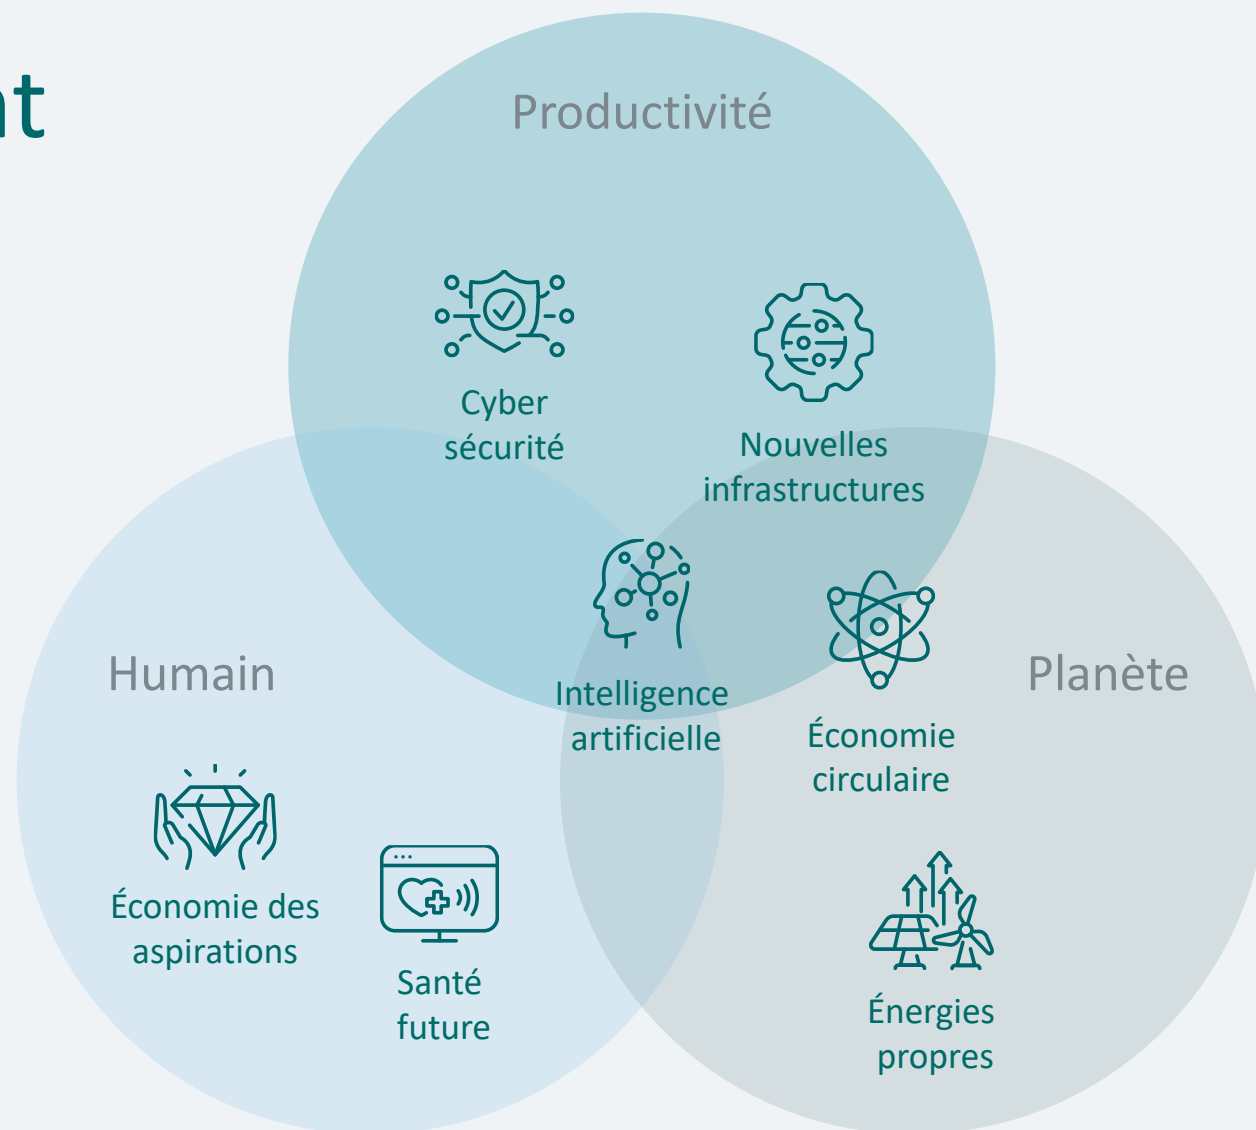 nt
Productivité
Cyber
sécurité
Nouvelles
infrastructures
Humain
Intelligence
artificielle
Planète
Économie
circulaire
Économie des
aspirations
Santé
future
Énergies
propres